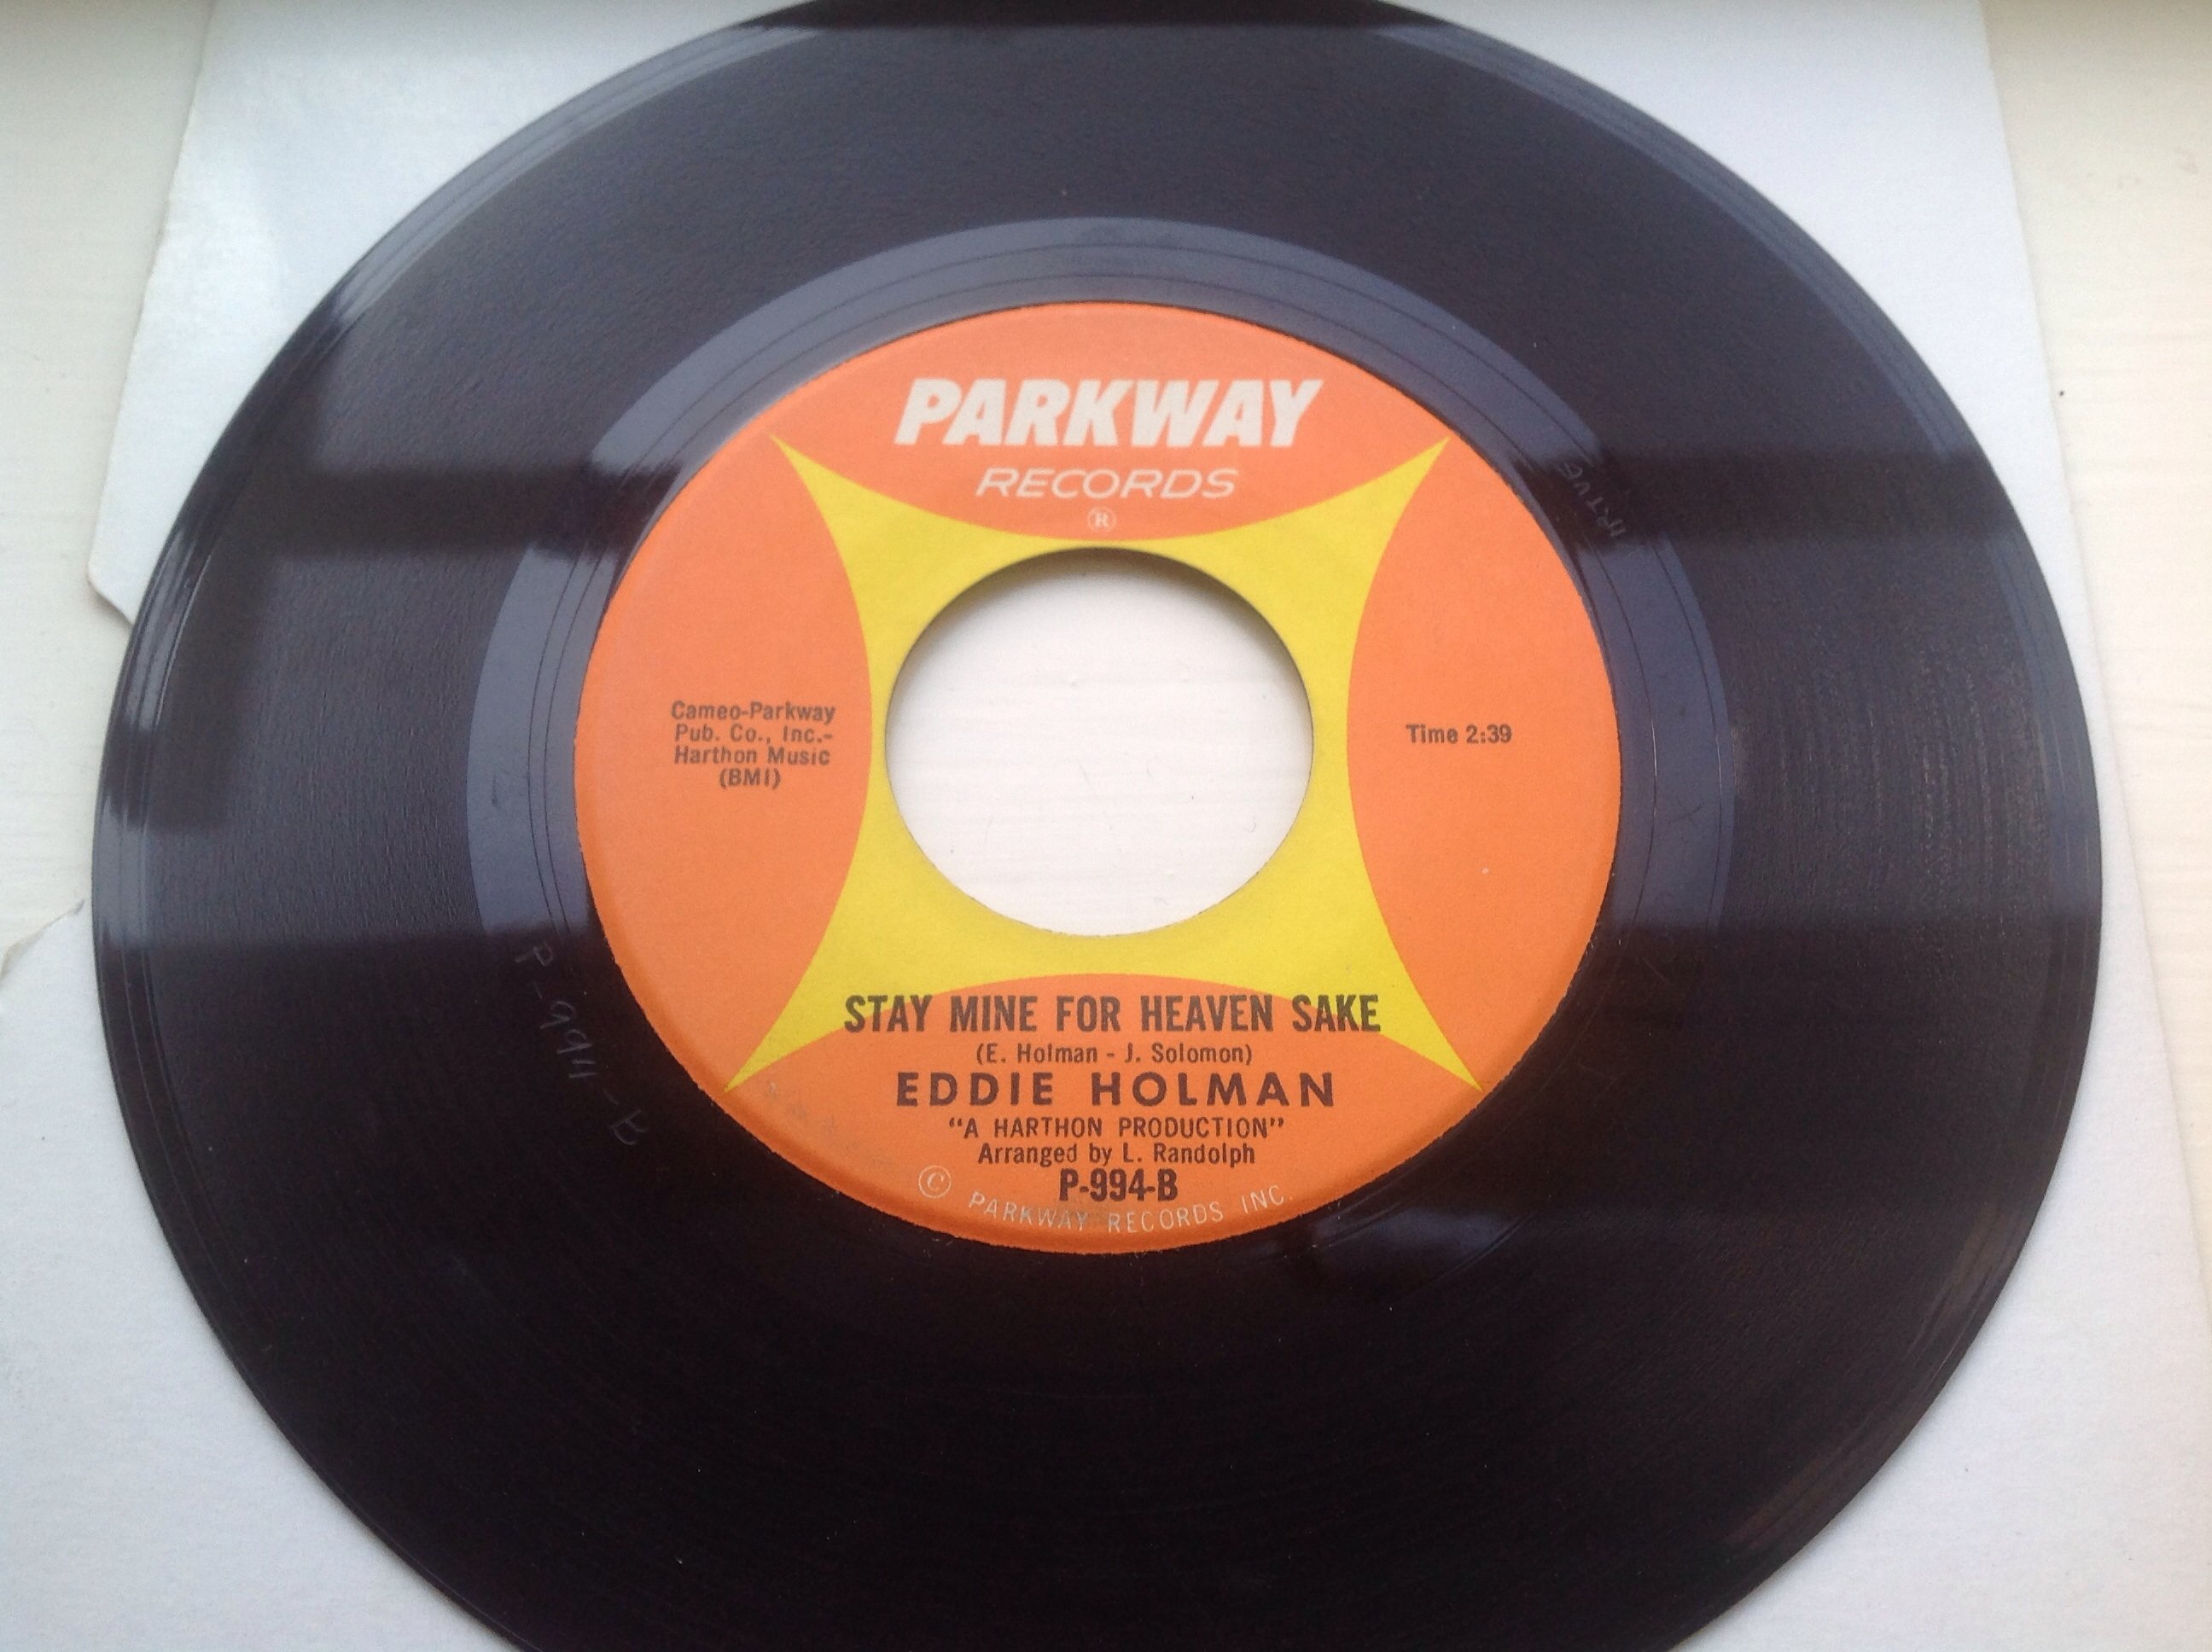 PARKWAY
RECORDS
®
Cameo-Parkway
Pub. Co., Inc.-
Harthon Music
(BMI)
Time 2:39
STAY MINE FOR HEAVEN SAKE
(E. Holman - J. Solomon)
EDDIE HOLMAN
"A HARTHON PRODUCTION"
Arranged by L. Randolph
P-994-B
© PARKWAY RECORDS INC.
P-994-B